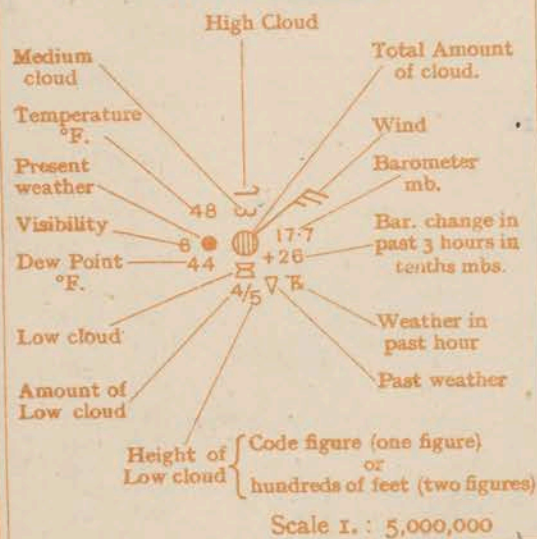 High Cloud
Medium
cloud
Total Amount
of cloud.
Temperature
°F.
Wind
Present
weather
Barometer
mb.
48
Visibility
6
17.7
Bar. change in
past 3 hours in
tenths mbs.
+26
Dew Point
°F.
44
4/5
Low cloud
Weather in
past hour
Amount of
Low cloud
Past weather
Height of
Low cloud
Code figure (one figure)
or
hundreds of feet (two figures)
Scale 1. : 5,000,000